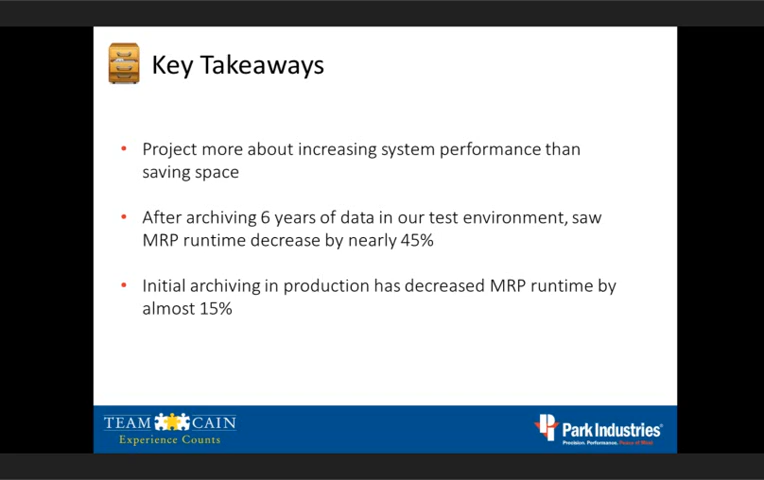 Key Takeaways
• Project more about increasing system performance than
saving space
• After archiving 6 years of data in our test environment, saw
MRP runtime decrease by nearly 45%
• Initial archiving in production has decreased MRP runtime by
almost 15%
TEAM CAIN
Experience Counts
Park Industries®
Precision. Performance. Peace of Mind.